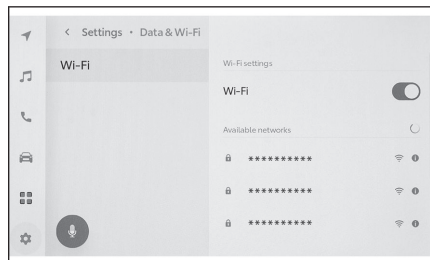 < Settings • Data & Wi-Fi
Wi-Fi
Wi-Fi settings
Wi-Fi
Available networks
**********
**********
**********